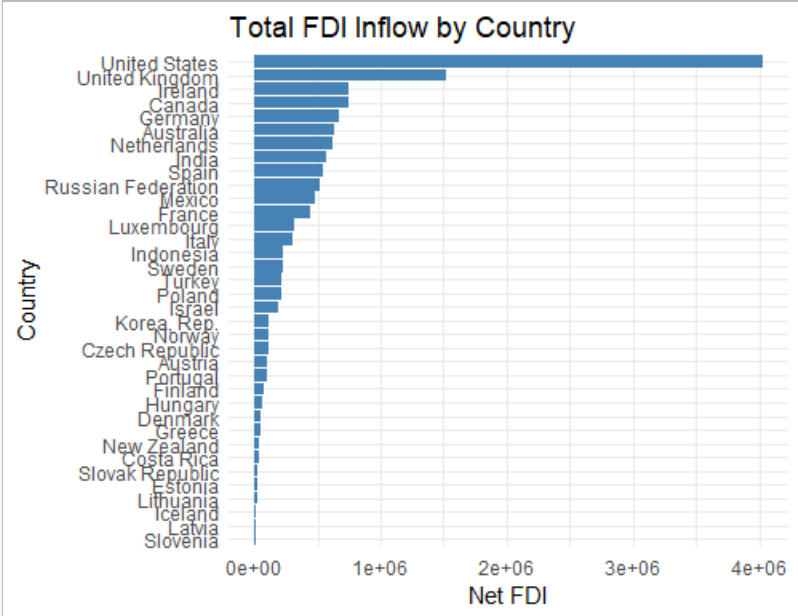 Total FDI Inflow by Country
Country
United States
United Kingdom
Ireland
Canada
Germany
Australia
Netherlands
India
Spain
Russian Federation
Mexico
France
Luxembourg
Italy
Indonesia
Sweden
Turkey
Poland
Israel
Korea, Rep.
Norway
Czech Republic
Austria
Portugal
Finland
Hungary
Denmark
Greece
New Zealand
Costa Rica
Slovak Republic
Estonia
Lithuania
Iceland
Latvia
Slovenia
0e+00 1e+06 2e+06 3e+06 4e+06
Net FDI